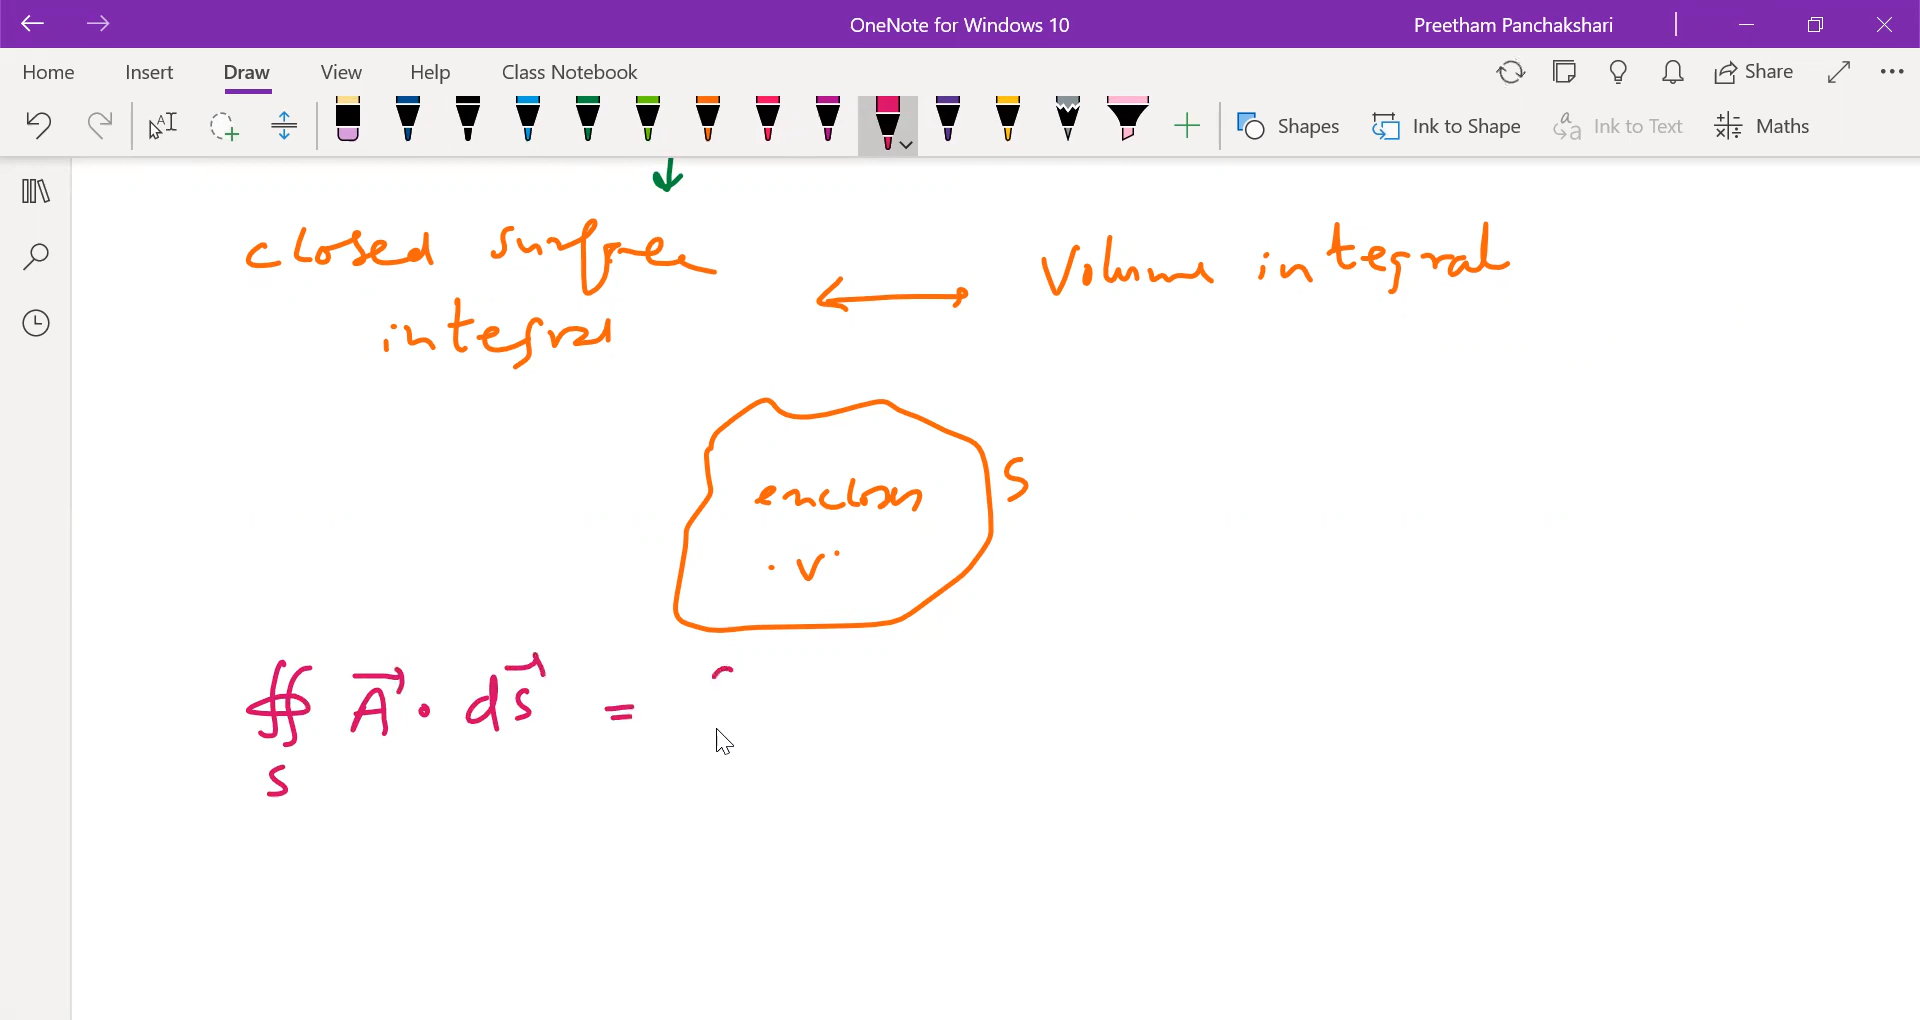 OneNote for Windows 10
Preetham Panchakshari
Home Insert Draw View Help Class Notebook
Share
Shapes Ink to Shape Ink to Text Maths
closed surface
integral
Volume integral
encloses
V
S
∯ A⃗ · ds⃗ =
S